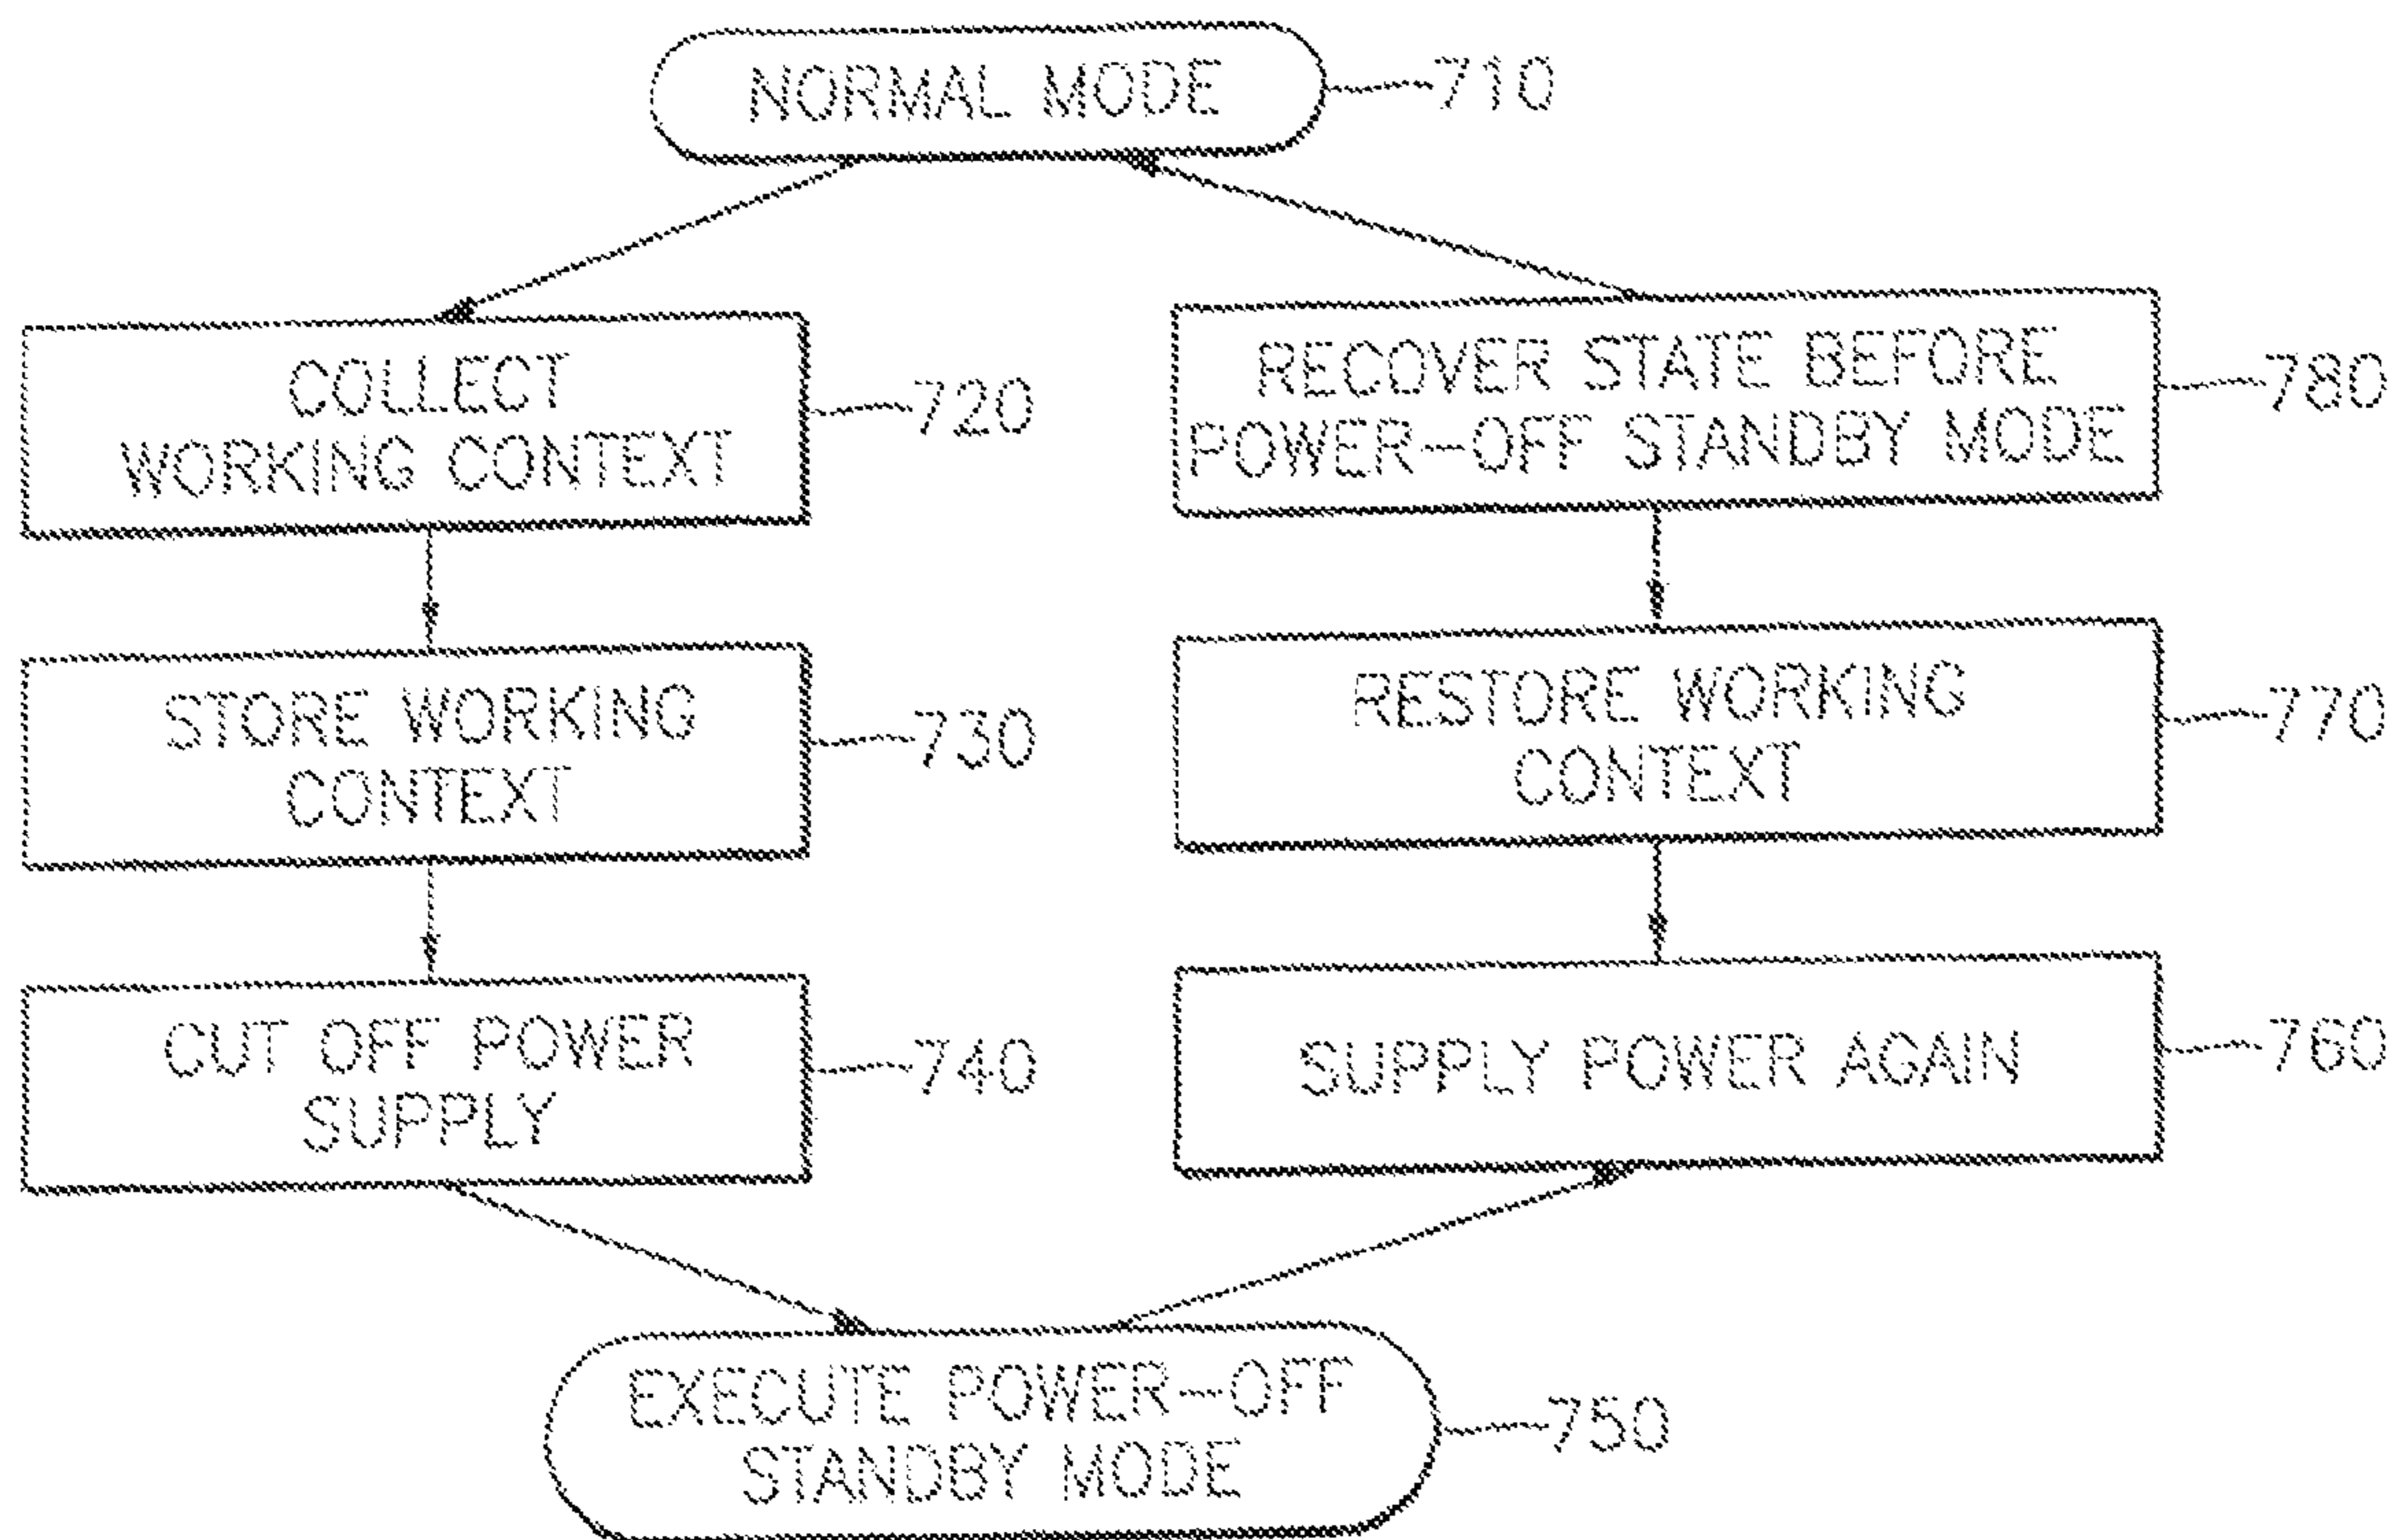 NORMAL MODE
710
COLLECT
WORKING CONTEXT
720
RECOVER STATE BEFORE
POWER-OFF STANDBY MODE
780
STORE WORKING
CONTEXT
730
RESTORE WORKING
CONTEXT
770
CUT OFF POWER
SUPPLY
740
SUPPLY POWER AGAIN
760
EXECUTE POWER-OFF
STANDBY MODE
750